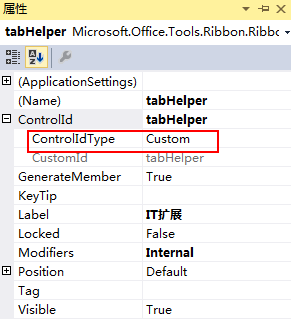 属性
tabHelper Microsoft.Office.Tools.Ribbon.Ribbo
(ApplicationSettings)
(Name) tabHelper
ControlId tabHelper
ControlIdType Custom
CustomId tabHelper
GenerateMember True
KeyTip
Label IT扩展
Locked False
Modifiers Internal
Position Default
Tag
Visible True